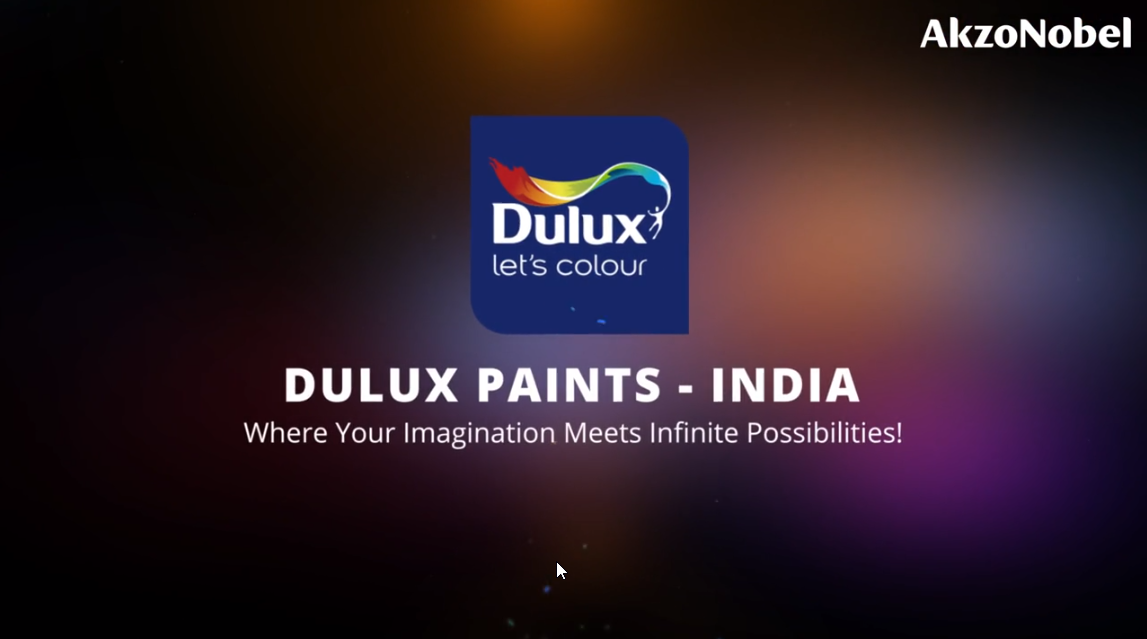 AkzoNobel
Dulux
let's colour
DULUX PAINTS - INDIA
Where Your Imagination Meets Infinite Possibilities!